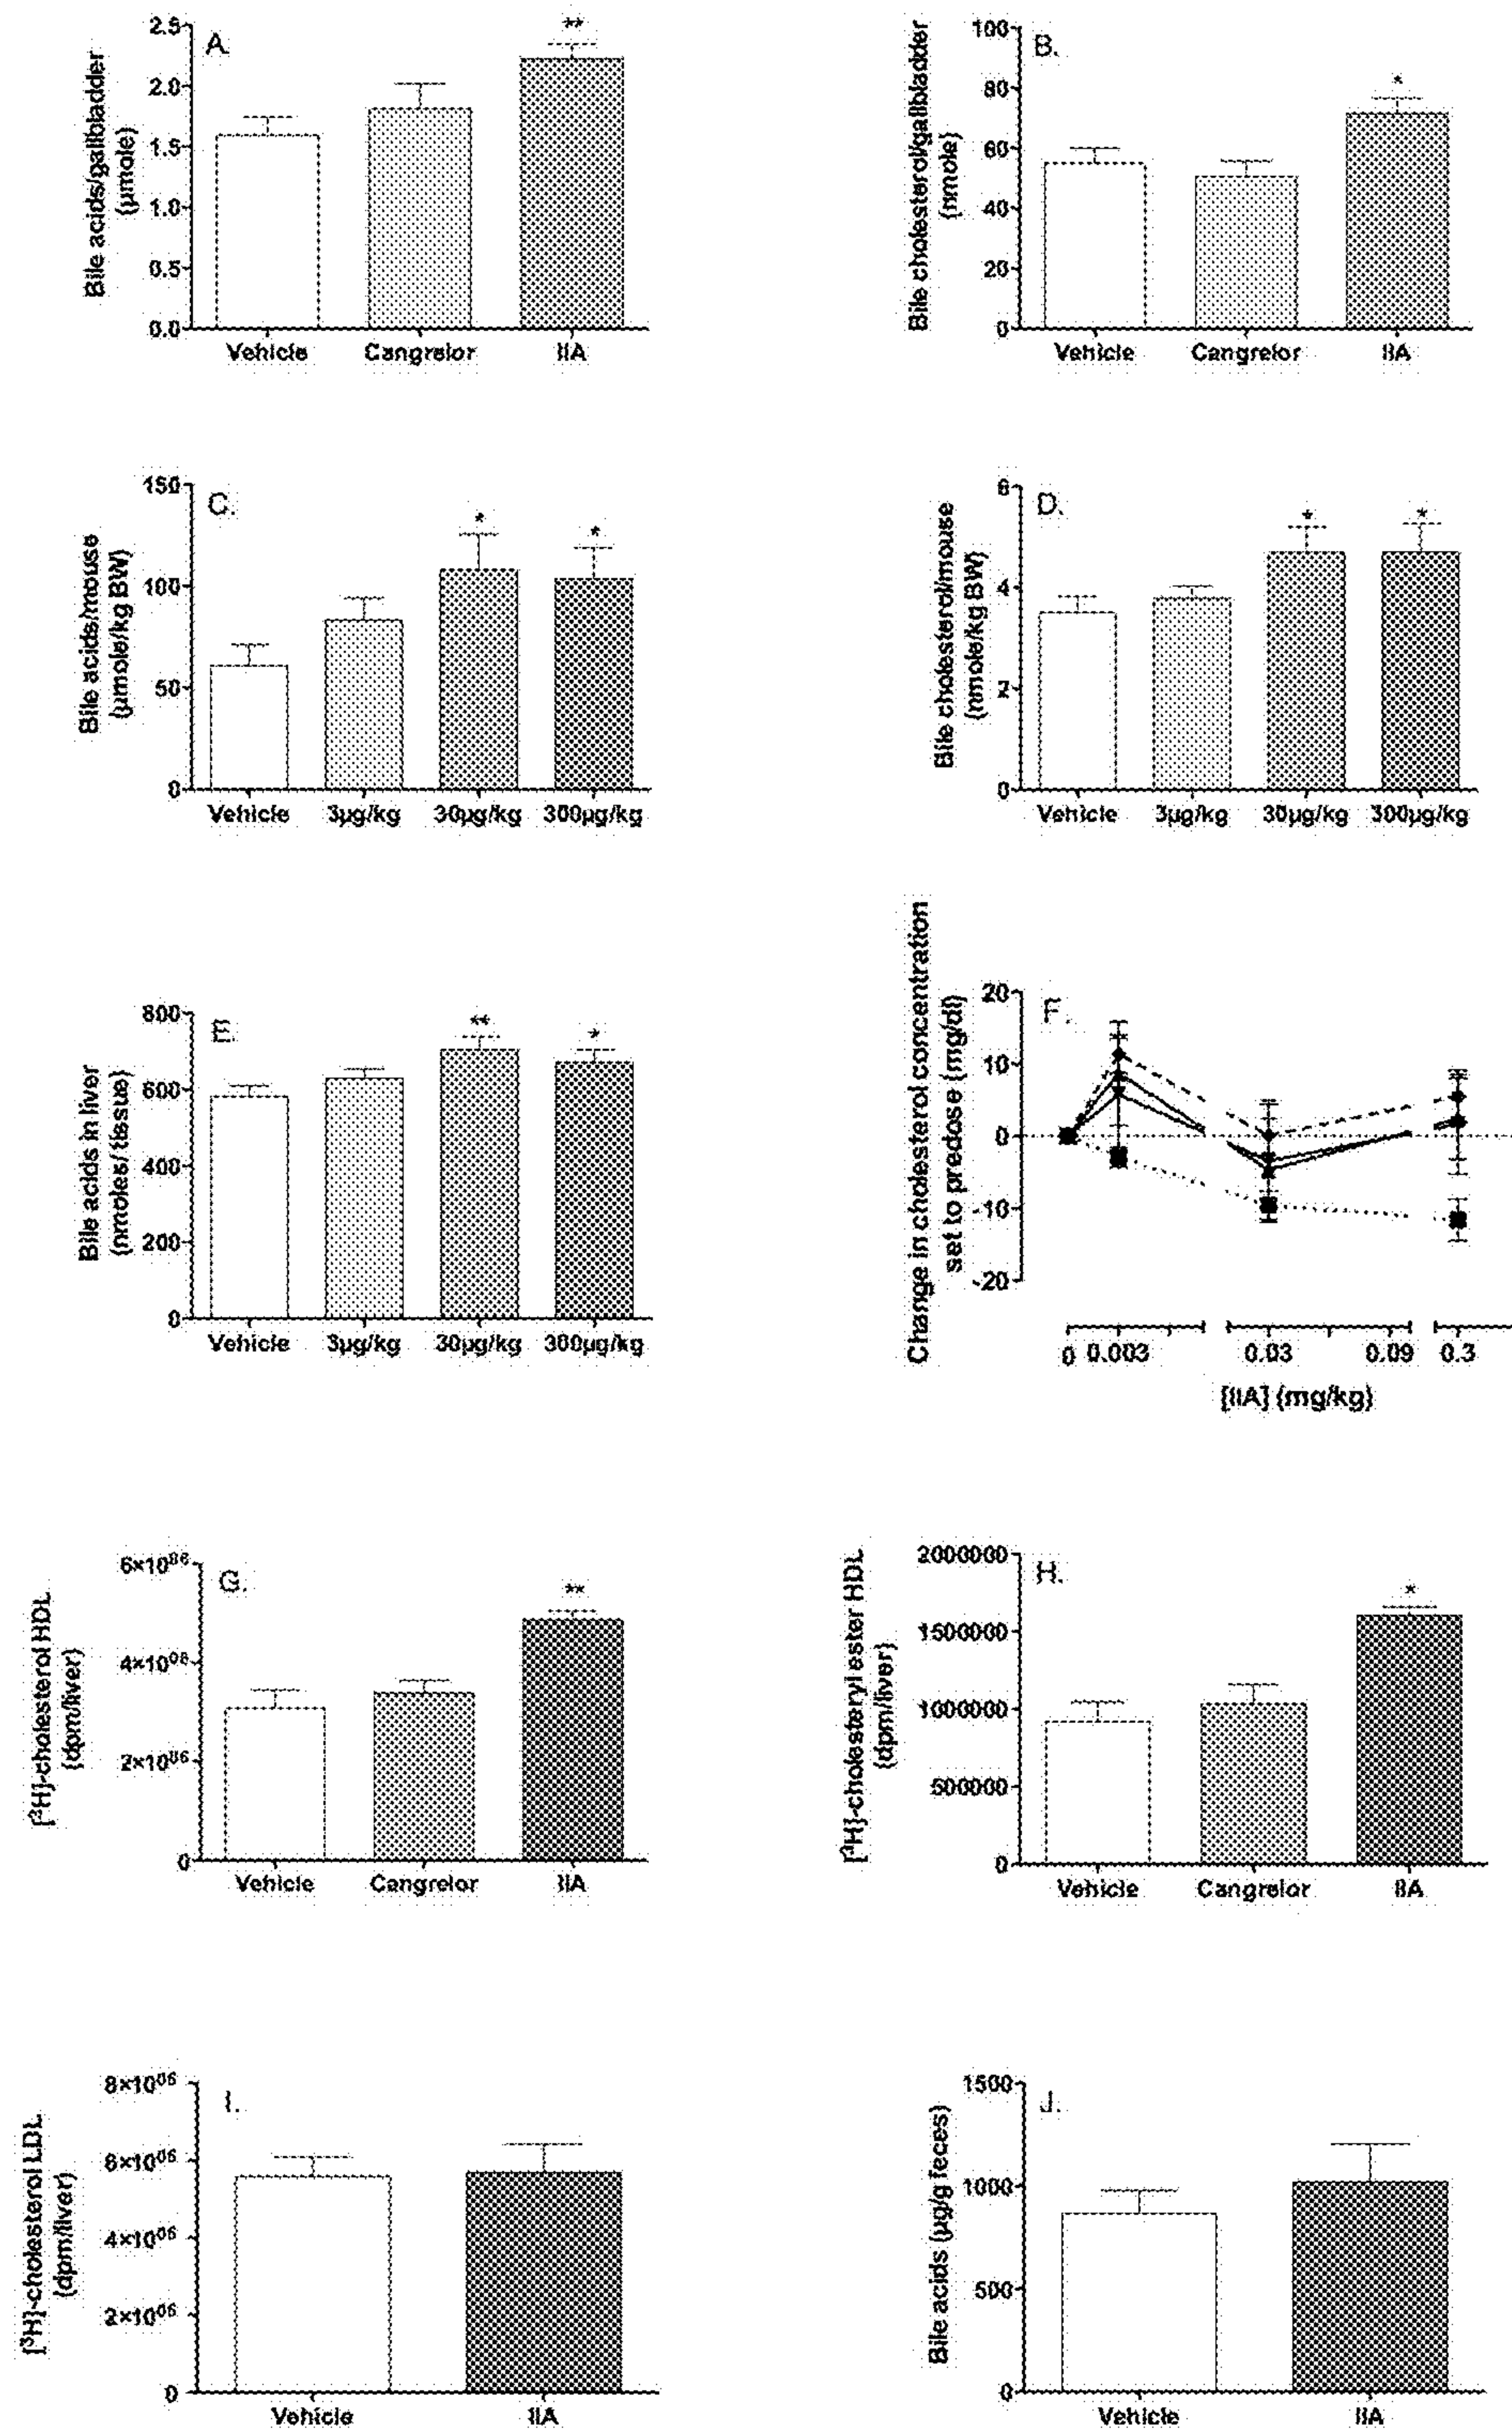 A.
Bile acids/gallbladder
(µmole)
2.5
2.0
1.5
1.0
0.5
0.0
**
Vehicle Cangrelor IIA
B.
Bile cholesterol/gallbladder
(nmole)
100
80
60
40
20
0
*
Vehicle Cangrelor IIA
C.
Bile acids/mouse
(µmole/kg BW)
150
100
50
0
* *
Vehicle 3µg/kg 30µg/kg 300µg/kg
D.
Bile cholesterol/mouse
(nmole/kg BW)
6
4
2
0
* *
Vehicle 3µg/kg 30µg/kg 300µg/kg
E.
Bile acids in liver
(nmoles/tissue)
800
600
400
200
0
** *
Vehicle 3µg/kg 30µg/kg 300µg/kg
F.
Change in cholesterol concentration
set to predose (mg/dl)
20
10
0
-10
-20
0 0.003 0.03 0.09 0.3
[IIA] (mg/kg)
G.
[³H]-cholesterol HDL
(dpm/liver)
6×10⁰⁶
4×10⁰⁶
2×10⁰⁶
0
**
Vehicle Cangrelor IIA
H.
[³H]-cholesteryl ester HDL
(dpm/liver)
2000000
1500000
1000000
500000
0
*
Vehicle Cangrelor IIA
I.
[³H]-cholesterol LDL
(dpm/liver)
8×10⁰⁶
6×10⁰⁶
4×10⁰⁶
2×10⁰⁶
0
Vehicle IIA
J.
Bile acids (µg/g feces)
1500
1000
500
0
Vehicle IIA